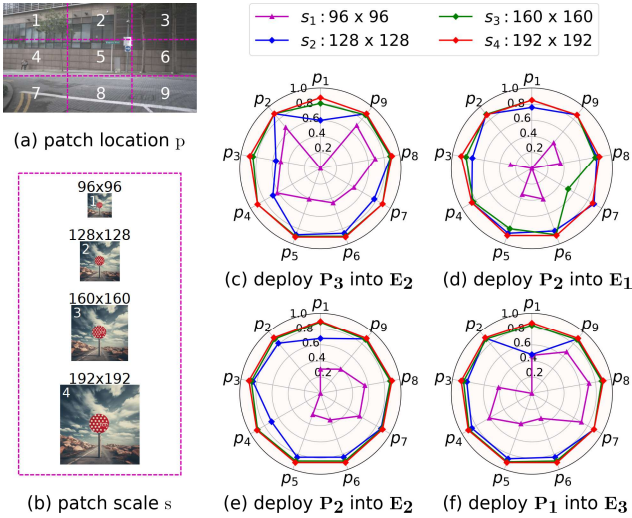 1 2 3
4 5 6
7 8 9
(a) patch location p
96x96
1
128x128
2
160x160
3
192x192
4
(b) patch scale s
s1 : 96 x 96
s2 : 128 x 128
s3 : 160 x 160
s4 : 192 x 192
p1
p2
p3
p4
p5
p6
p7
p8
p9
1.0
0.8
0.6
0.4
0.2
(c) deploy P3 into E2
p1
p2
p3
p4
p5
p6
p7
p8
p9
1.0
0.8
0.6
0.4
0.2
(d) deploy P2 into E1
p1
p2
p3
p4
p5
p6
p7
p8
p9
1.0
0.8
0.6
0.4
0.2
(e) deploy P2 into E2
p1
p2
p3
p4
p5
p6
p7
p8
p9
1.0
0.8
0.6
0.4
0.2
(f) deploy P1 into E3